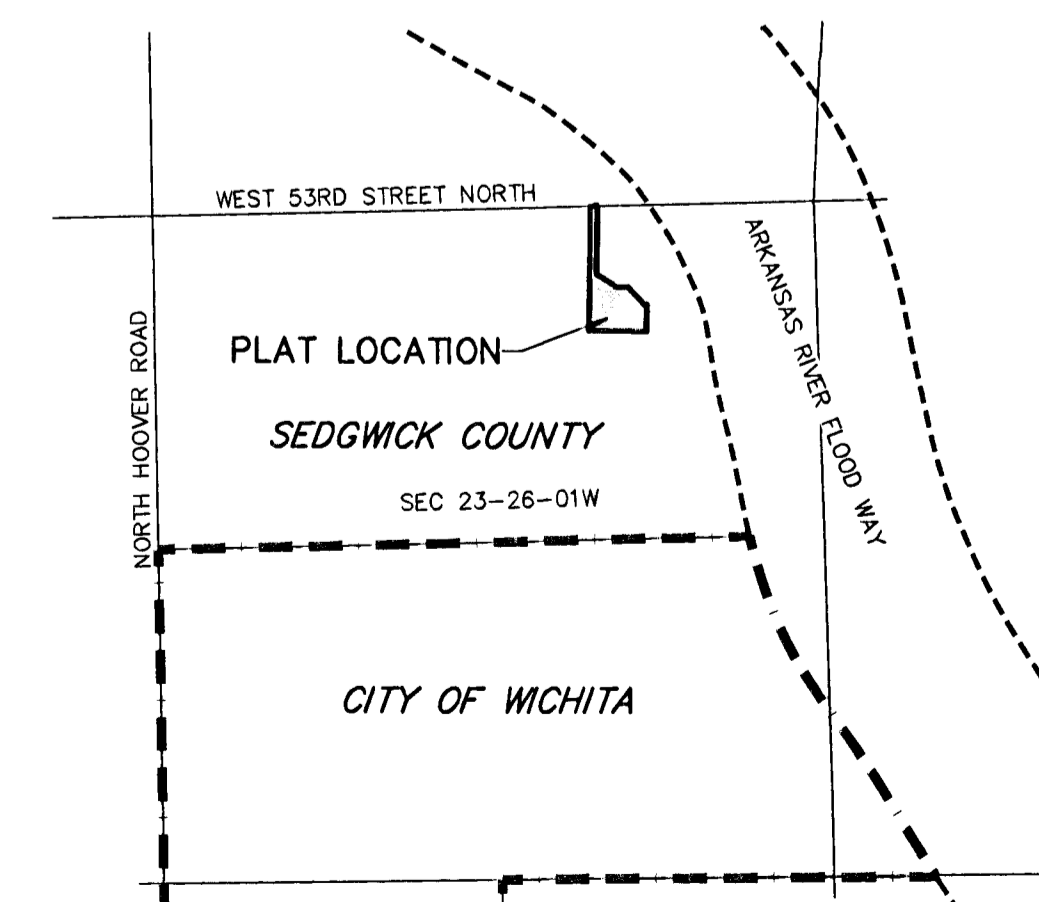 WEST 53RD STREET NORTH
ARKANSAS RIVER FLOOD WAY
NORTH HOOVER ROAD
PLAT LOCATION
SEDGWICK COUNTY
SEC 23-26-01W
CITY OF WICHITA